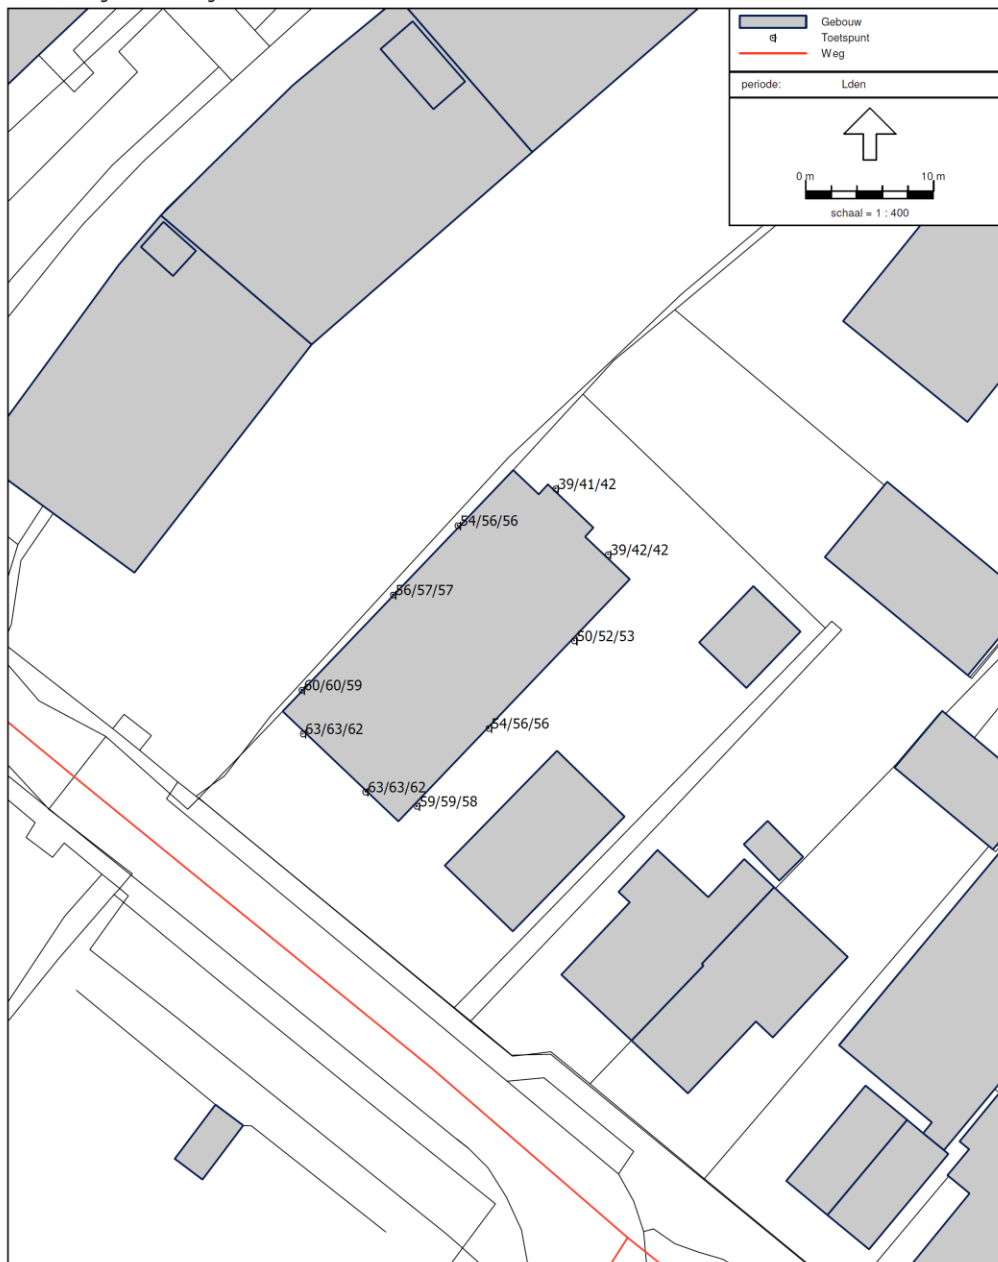 Gebouw
Toetspunt
Weg
periode: Lden
0 m 10 m
schaal = 1 : 400
39/41/42
54/56/56
39/42/42
56/57/57
50/52/53
60/60/59
54/56/56
63/63/62
63/63/62
59/59/58